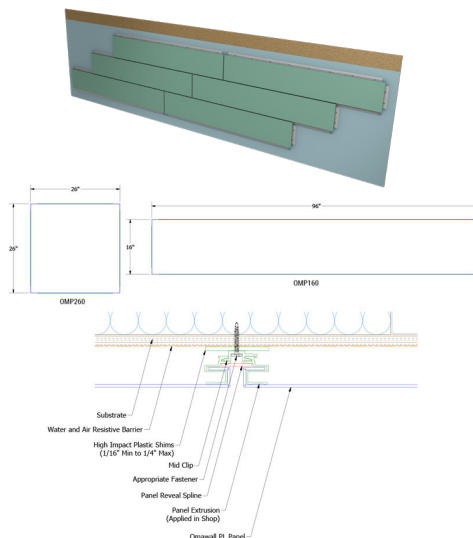 26"
96"
26"
16"
OMP260
OMP160
Substrate
Water and Air Resistive Barrier
High Impact Plastic Shims
(1/16" Min to 1/4" Max)
Mid Clip
Appropriate Fastener
Panel Reveal Spline
Panel Extrusion
(Applied in Shop)
Omawall PL Panel